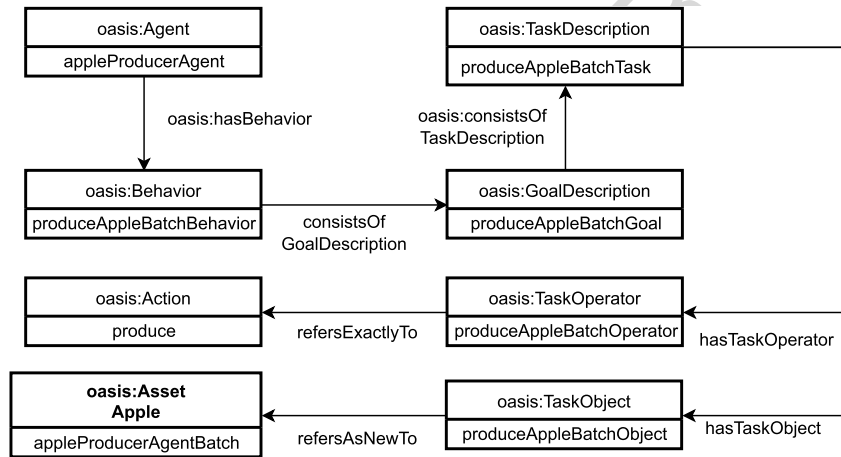 oasis:Agent
appleProducerAgent
oasis:TaskDescription
produceAppleBatchTask
oasis:hasBehavior
oasis:consistsOf
TaskDescription
oasis:Behavior
produceAppleBatchBehavior
consistsOf
GoalDescription
oasis:GoalDescription
produceAppleBatchGoal
oasis:Action
produce
refersExactlyTo
oasis:TaskOperator
produceAppleBatchOperator
hasTaskOperator
oasis:Asset
Apple
appleProducerAgentBatch
refersAsNewTo
oasis:TaskObject
produceAppleBatchObject
hasTaskObject